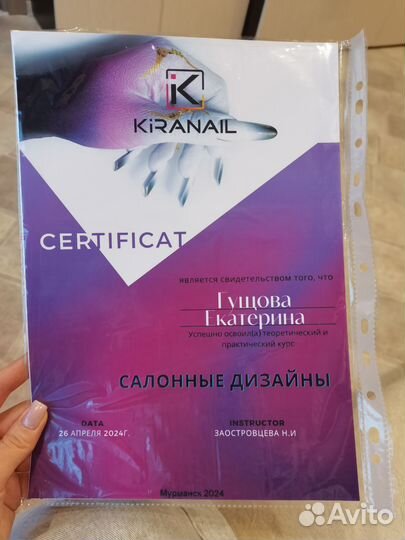 K
KiRANAIL
CERTIFICAT
является свидетельством того, что
Гущова
Екатерина
Успешно освоил(а) теоретический и
практический курс
САЛОННЫЕ ДИЗАЙНЫ
DATA
26 АПРЕЛЯ 2024Г.
INSTRUCTOR
ЗАОСТРОВЦЕВА Н.И
Мурманск 2024
Avito